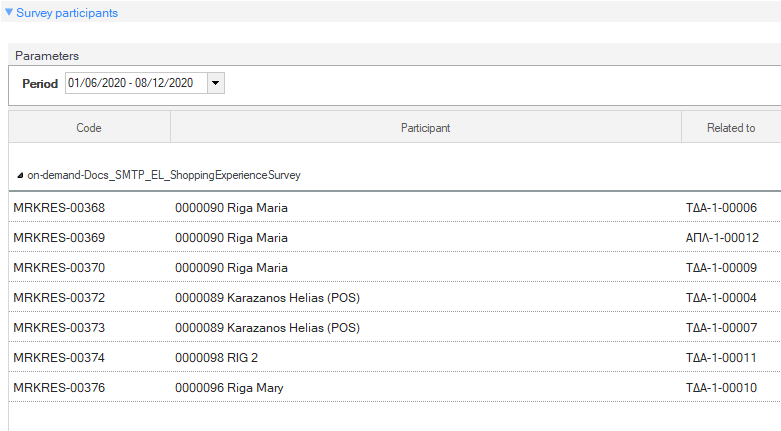 Survey participants
Parameters
Period 01/06/2020 - 08/12/2020
Code Participant Related to
on-demand-Docs_SMTP_EL_ShoppingExperienceSurvey
MRKRES-00368 0000090 Riga Maria ΤΔΑ-1-00006
MRKRES-00369 0000090 Riga Maria ΑΠΛ-1-00012
MRKRES-00370 0000090 Riga Maria ΤΔΑ-1-00009
MRKRES-00372 0000089 Karazanos Helias (POS) ΤΔΑ-1-00004
MRKRES-00373 0000089 Karazanos Helias (POS) ΤΔΑ-1-00007
MRKRES-00374 0000098 RIG 2 ΤΔΑ-1-00011
MRKRES-00376 0000096 Riga Mary ΤΔΑ-1-00010